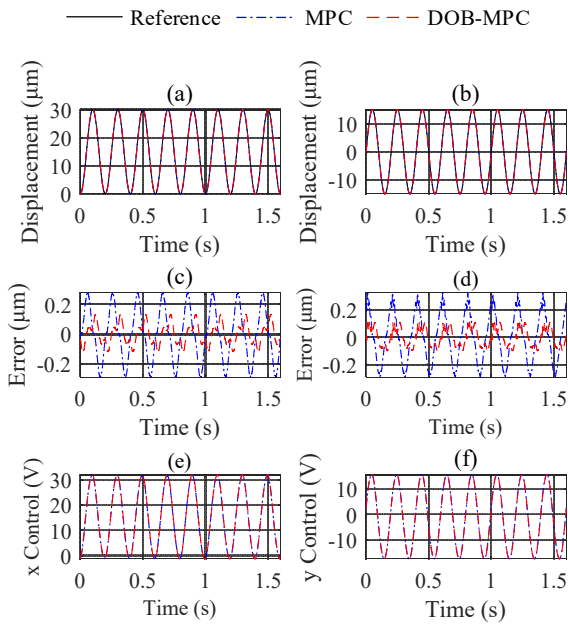 Reference MPC DOB-MPC
(a) (b)
Displacement (μm) 30 20 10 0
Displacement (μm) 10 0 -10
0 0.5 1 1.5 0 0.5 1 1.5
Time (s) Time (s)
(c) (d)
Error (μm) 0.2 0 -0.2
Error (μm) 0.2 0 -0.2
0 0.5 1 1.5 0 0.5 1 1.5
Time (s) Time (s)
(e) (f)
x Control (V) 30 20 10 0
y Control (V) 10 0 -10
0 0.5 1 1.5 0 0.5 1 1.5
Time (s) Time (s)